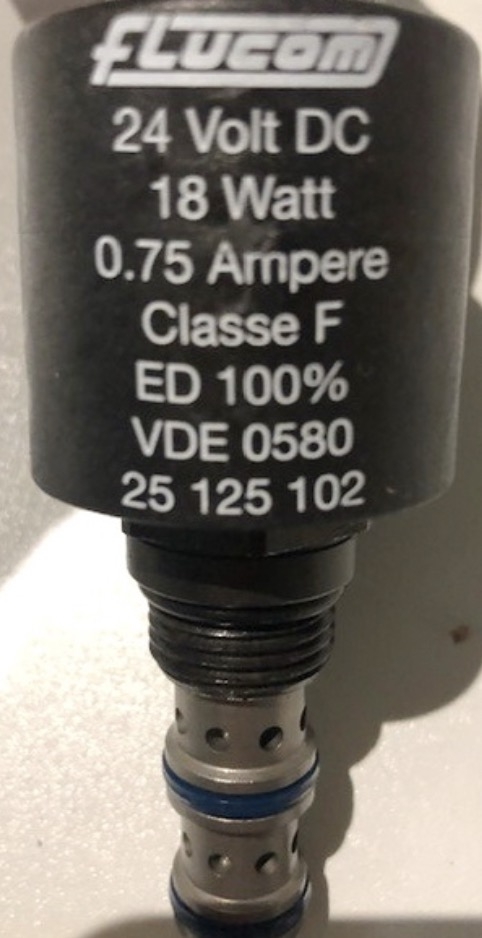 FLUCOM
24 Volt DC
18 Watt
0.75 Ampere
Classe F
ED 100%
VDE 0580
25 125 102